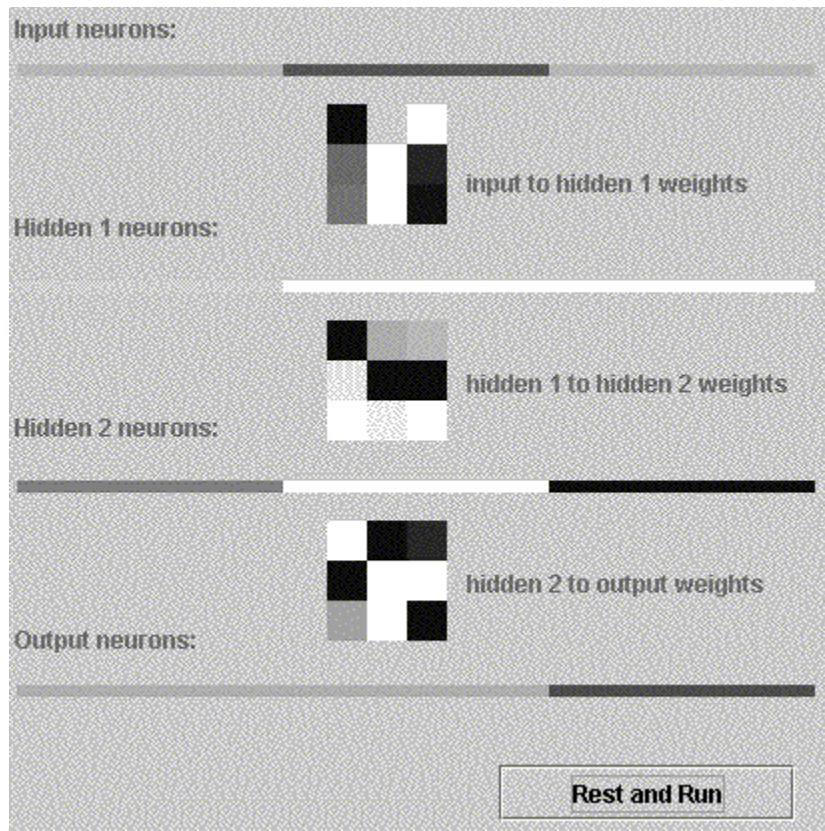 Input neurons:
input to hidden 1 weights
Hidden 1 neurons:
hidden 1 to hidden 2 weights
Hidden 2 neurons:
hidden 2 to output weights
Output neurons:
Rest and Run